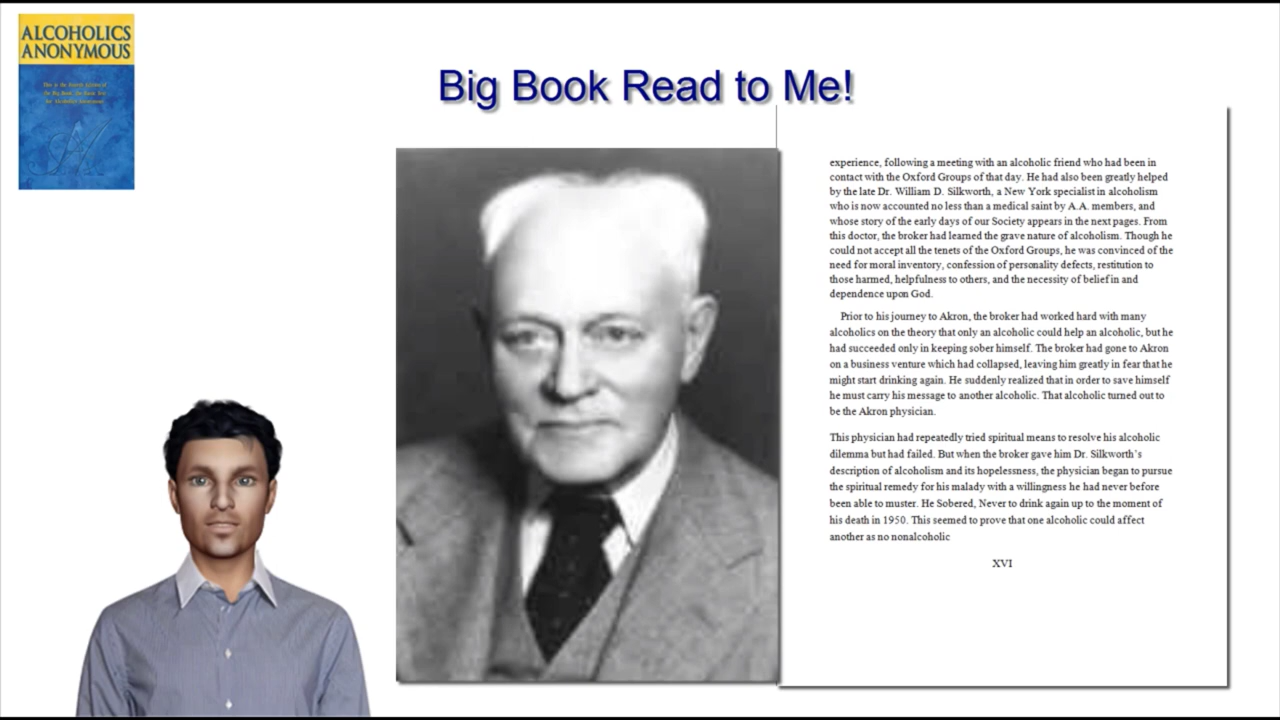 ALCOHOLICS
ANONYMOUS
This is the Fourth Edition of
the Big Book, the Basic Text
for Alcoholics Anonymous
Big Book Read to Me!
experience, following a meeting with an alcoholic friend who had been in
contact with the Oxford Groups of that day. He had also been greatly helped
by the late Dr. William D. Silkworth, a New York specialist in alcoholism
who is now accounted no less than a medical saint by A.A. members, and
whose story of the early days of our Society appears in the next pages. From
this doctor, the broker had learned the grave nature of alcoholism. Though he
could not accept all the tenets of the Oxford Groups, he was convinced of the
need for moral inventory, confession of personality defects, restitution to
those harmed, helpfulness to others, and the necessity of belief in and
dependence upon God.
Prior to his journey to Akron, the broker had worked hard with many
alcoholics on the theory that only an alcoholic could help an alcoholic, but he
had succeeded only in keeping sober himself. The broker had gone to Akron
on a business venture which had collapsed, leaving him greatly in fear that he
might start drinking again. He suddenly realized that in order to save himself
he must carry his message to another alcoholic. That alcoholic turned out to
be the Akron physician.
This physician had repeatedly tried spiritual means to resolve his alcoholic
dilemma but had failed. But when the broker gave him Dr. Silkworth's
description of alcoholism and its hopelessness, the physician began to pursue
the spiritual remedy for his malady with a willingness he had never before
been able to muster. He Sobered, Never to drink again up to the moment of
his death in 1950. This seemed to prove that one alcoholic could affect
another as no nonalcoholic
XVI